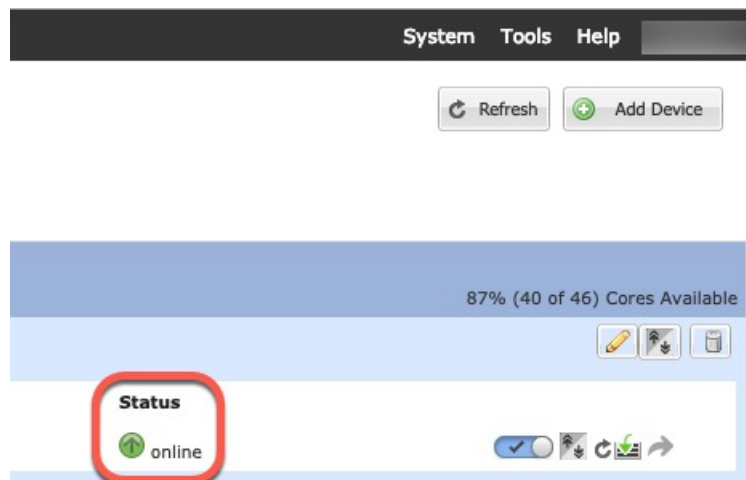 System Tools Help
Refresh Add Device
87% (40 of 46) Cores Available
Status
online